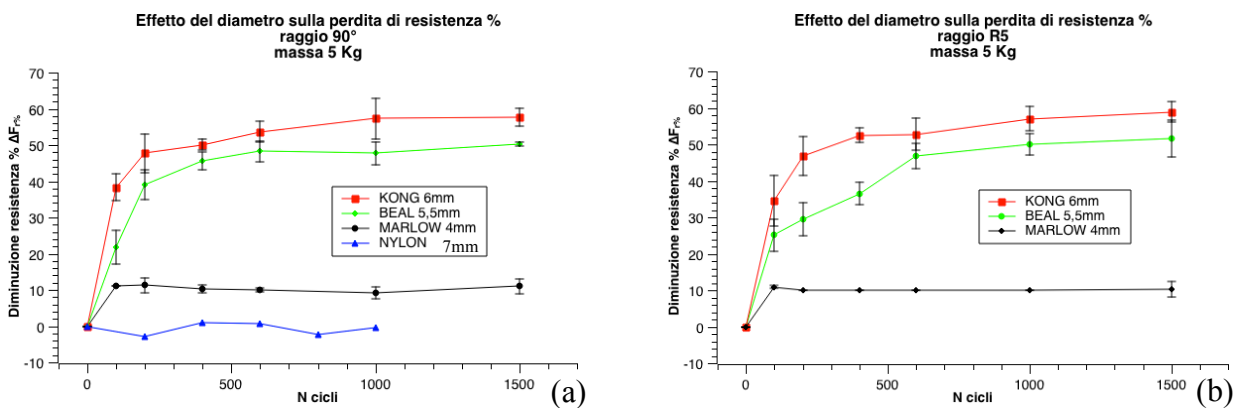 Effetto del diametro sulla perdita di resistenza %
raggio 90°
massa 5 Kg
Diminuzione resistenza % ΔFr%
70
60
50
40
30
20
10
0
-10
KONG 6mm
BEAL 5,5mm
MARLOW 4mm
NYLON 7mm
0 500 1000 1500
N cicli
(a)
Effetto del diametro sulla perdita di resistenza %
raggio R5
massa 5 Kg
Diminuzione resistenza % ΔFr%
70
60
50
40
30
20
10
0
-10
KONG 6mm
BEAL 5,5mm
MARLOW 4mm
0 500 1000 1500
N cicli
(b)